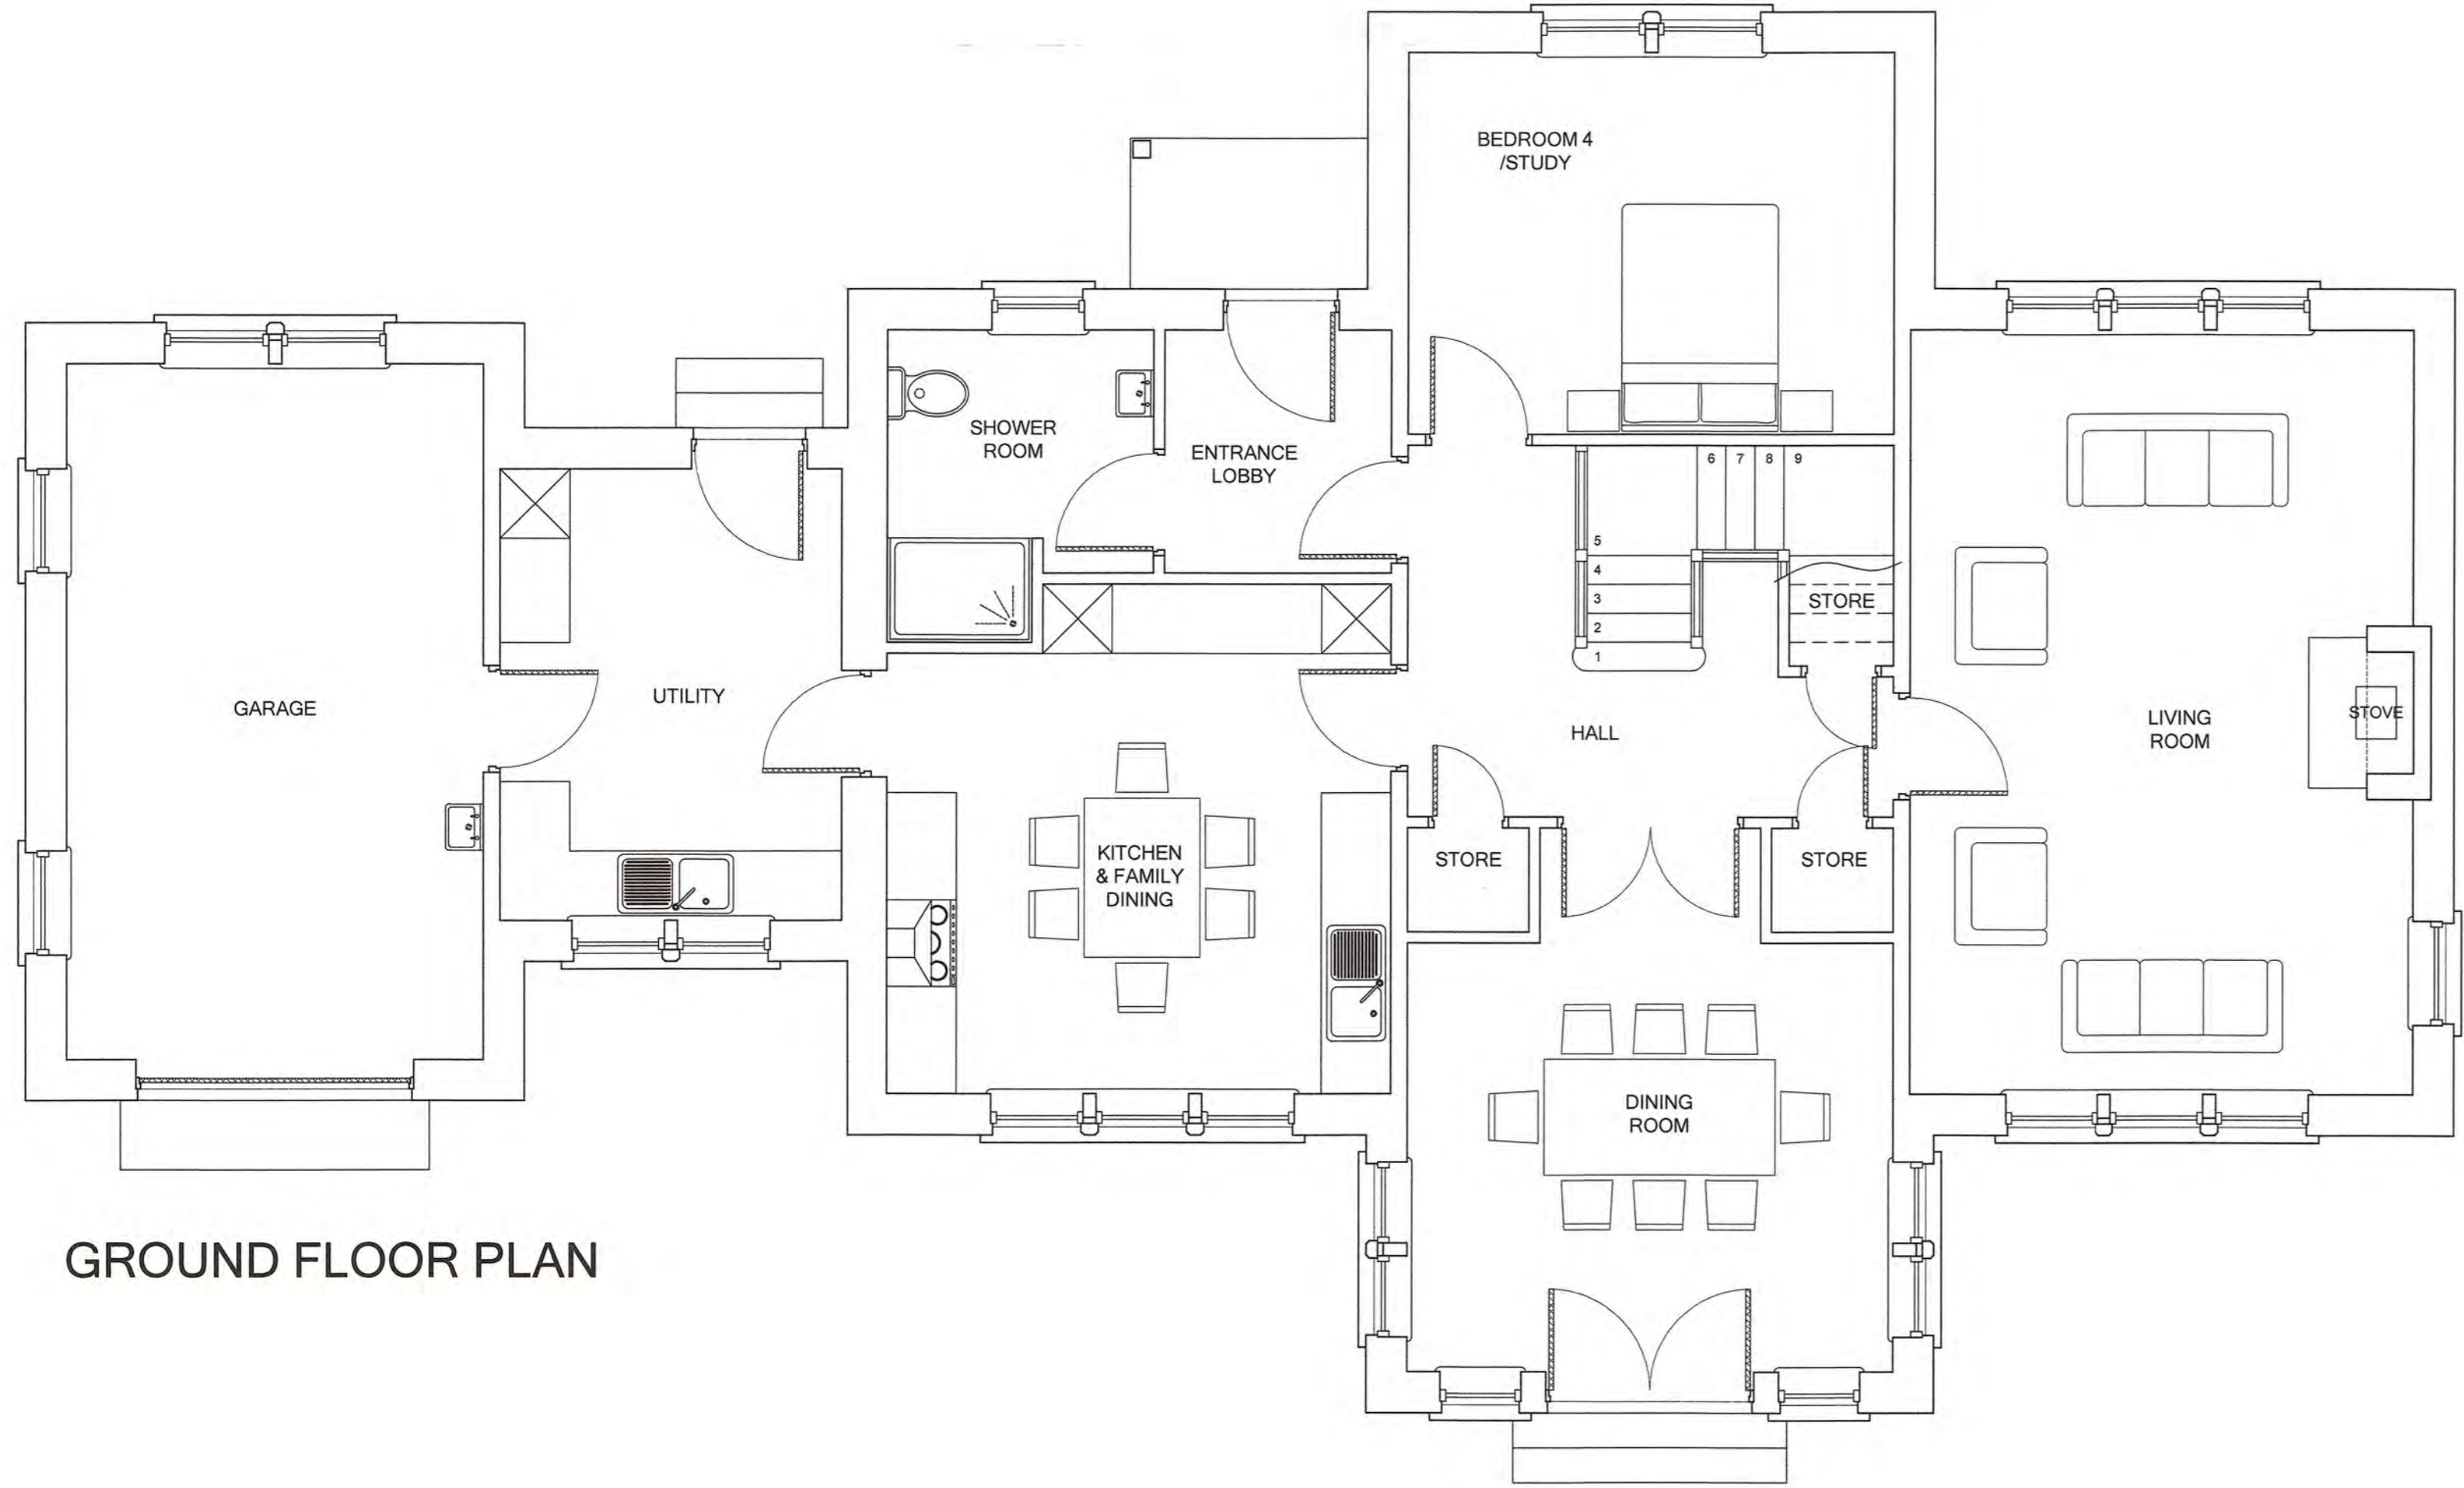 BEDROOM 4
/STUDY
SHOWER
ROOM
ENTRANCE
LOBBY
6 7 8 9
5
4
3
2
1
STORE
GARAGE
UTILITY
HALL
LIVING
ROOM
STOVE
KITCHEN
& FAMILY
DINING
STORE
STORE
DINING
ROOM
GROUND FLOOR PLAN